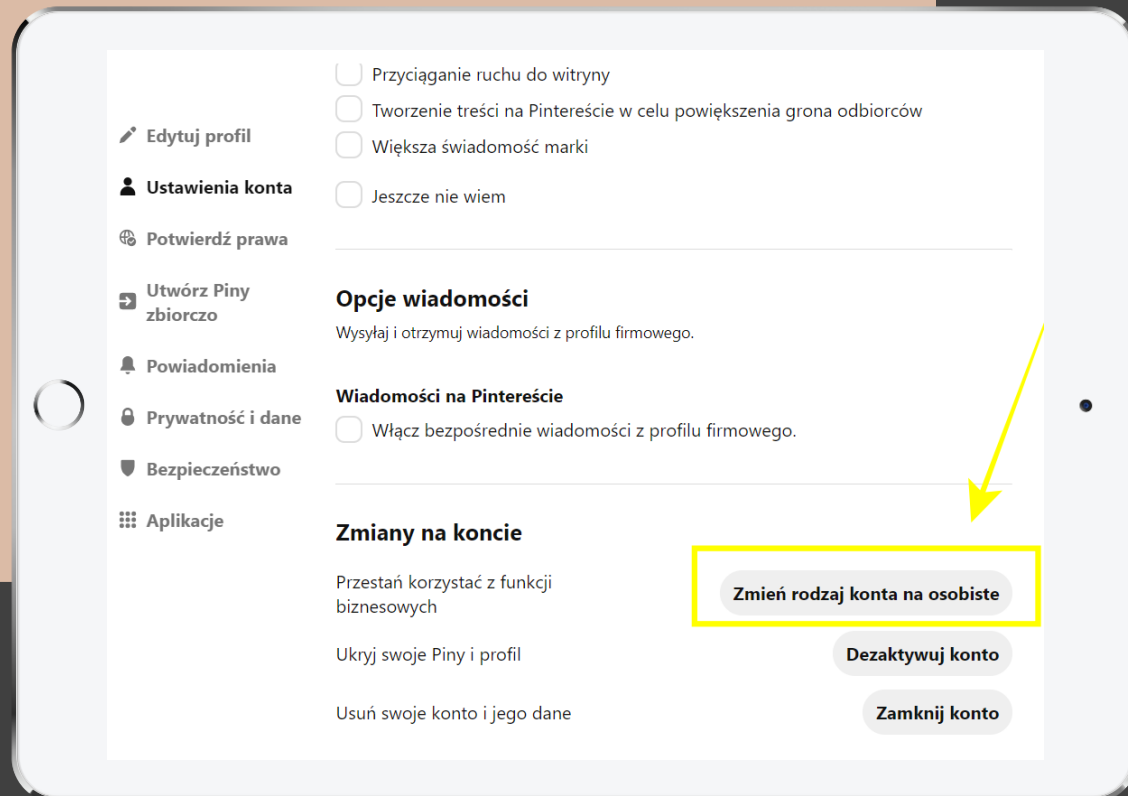 Edytuj profil
Ustawienia konta
Potwierdź prawa
Utwórz Piny
zbiorczo
Powiadomienia
Prywatność i dane
Bezpieczeństwo
Aplikacje
Przyciąganie ruchu do witryny
Tworzenie treści na Pintereście w celu powiększenia grona odbiorców
Większa świadomość marki
Jeszcze nie wiem
Opcje wiadomości
Wysyłaj i otrzymuj wiadomości z profilu firmowego.
Wiadomości na Pintereście
Włącz bezpośrednie wiadomości z profilu firmowego.
Zmiany na koncie
Przestań korzystać z funkcji
biznesowych
Zmień rodzaj konta na osobiste
Ukryj swoje Piny i profil
Dezaktywuj konto
Usuń swoje konto i jego dane
Zamknij konto